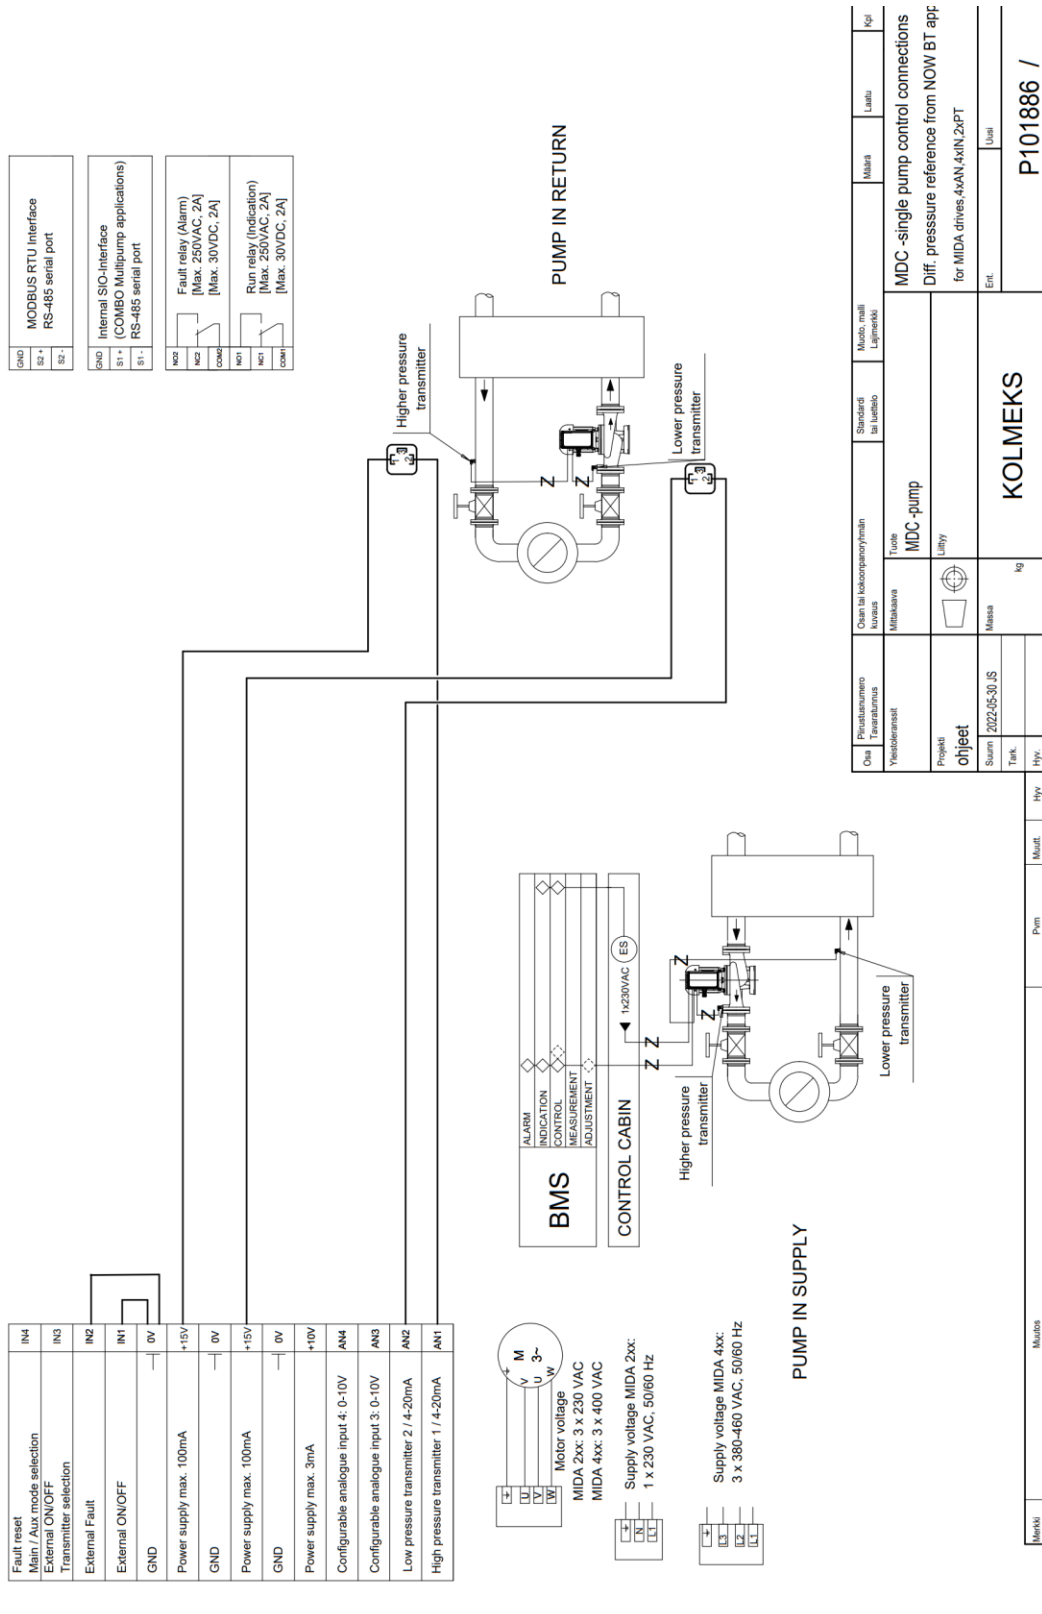 GND
S2 +
S2 -
MODBUS RTU Interface
RS-485 serial port
GND
S1 +
S1 -
Internal SIO-Interface
(COMBO Multipump applications)
RS-485 serial port
NO2
NC2
COM2
Fault relay (Alarm)
[Max. 250VAC, 2A]
[Max. 30VDC, 2A]
NO1
NC1
COM1
Run relay (Indication)
[Max. 250VAC, 2A]
[Max. 30VDC, 2A]
Fault reset
Main / Aux mode selection
IN4
External ON/OFF
Transmitter selection
IN3
External Fault
IN2
External ON/OFF
IN1
GND
0V
Power supply max. 100mA
+15V
GND
0V
Power supply max. 100mA
+15V
GND
0V
Power supply max. 3mA
+10V
Configurable analogue input 4: 0-10V
AN4
Configurable analogue input 3: 0-10V
AN3
Low pressure transmitter 2 / 4-20mA
AN2
High pressure transmitter 1 / 4-20mA
AN1
1
3
2
Higher pressure
transmitter
PUMP IN RETURN
Z
Z
1
3
2
Lower pressure
transmitter
U
V
W
M
3~
V
U
W
Motor voltage
MIDA 2xx: 3 x 230 VAC
MIDA 4xx: 3 x 400 VAC
N
L1
Supply voltage MIDA 2xx:
1 x 230 VAC, 50/60 Hz
L3
L2
L1
Supply voltage MIDA 4xx:
3 x 380-460 VAC, 50/60 Hz
BMS
ALARM
INDICATION
CONTROL
MEASUREMENT
ADJUSTMENT
CONTROL CABIN
1x230VAC
ES
Z
Z
Z
Z
Higher pressure
transmitter
Lower pressure
transmitter
PUMP IN SUPPLY
Osa
Piirustusnumero
Tavaratunnus
Osan tai kokoonpanoryhmän
kuvaus
Standardi
tai luettelo
Muoto, malli
Lajimerkki
Määrä
Laatu
Kpl
Yleistoleranssit
Mittakaava
Tuote
MDC -pump
MDC -single pump control connections
Diff. presssure reference from NOW BT app
for MIDA drives,4xAN,4xIN,2xPT
Projekti
ohjeet
Liittyy
Suunn
2022-05-30 JS
Tark.
Hyv.
Massa
kg
KOLMEKS
Ent.
Uusi
P101886 /
Merkki
Muutos
Pvm
Muutt.
Hyv